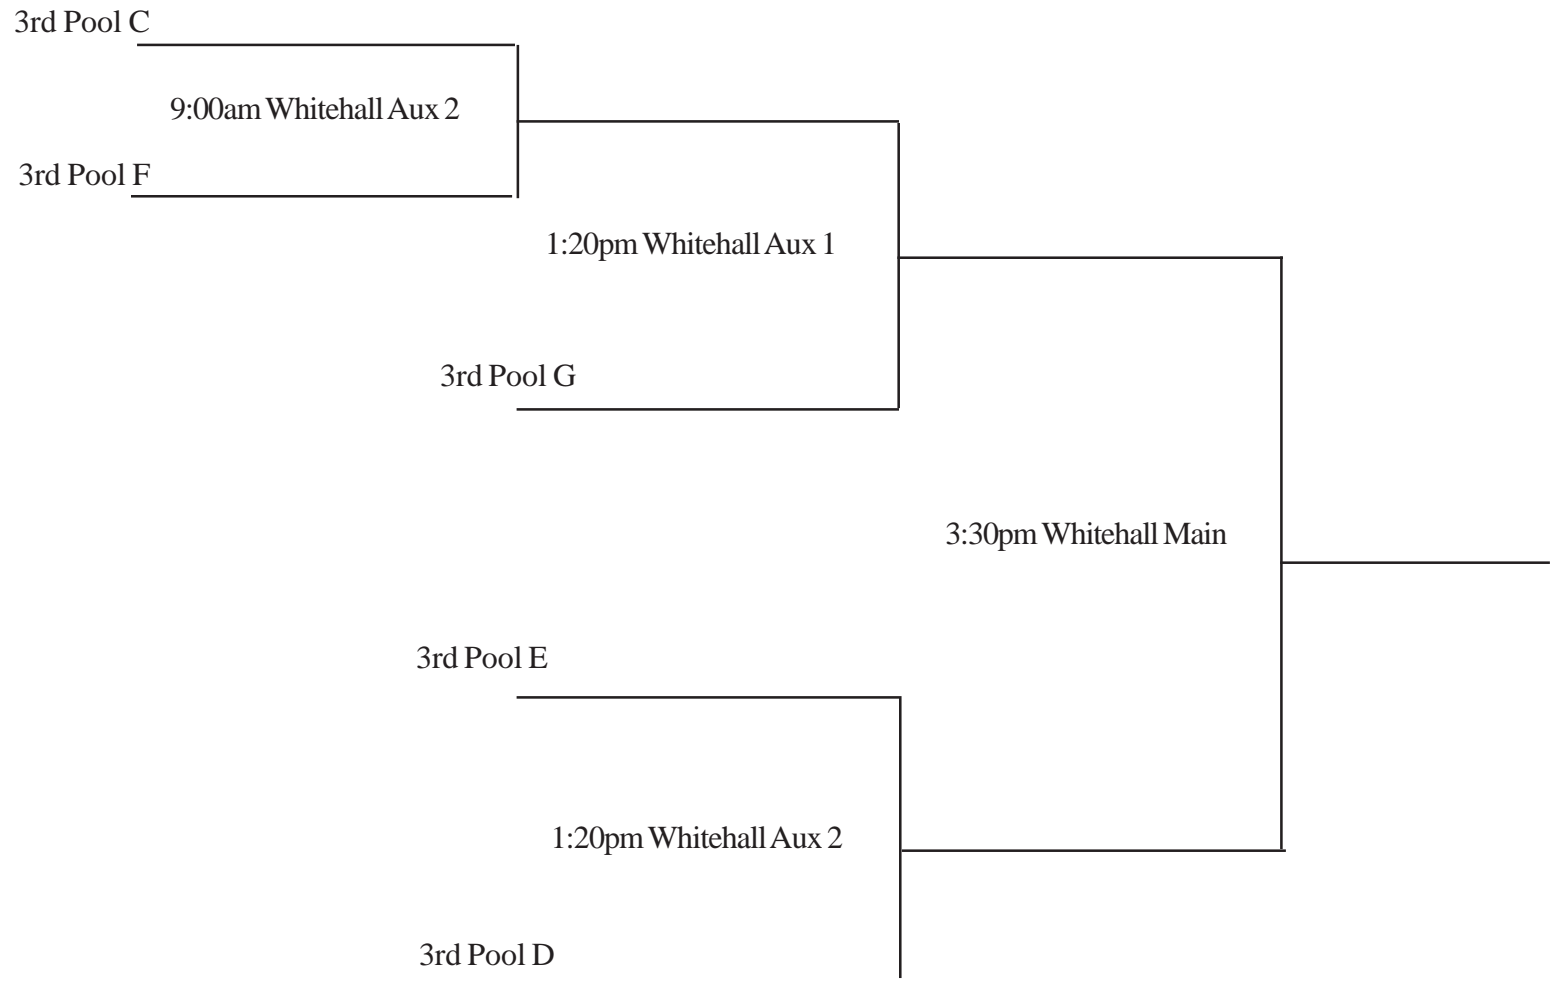 3rd Pool C
9:00am Whitehall Aux 2
3rd Pool F
1:20pm Whitehall Aux 1
3rd Pool G
3:30pm Whitehall Main
3rd Pool E
1:20pm Whitehall Aux 2
3rd Pool D